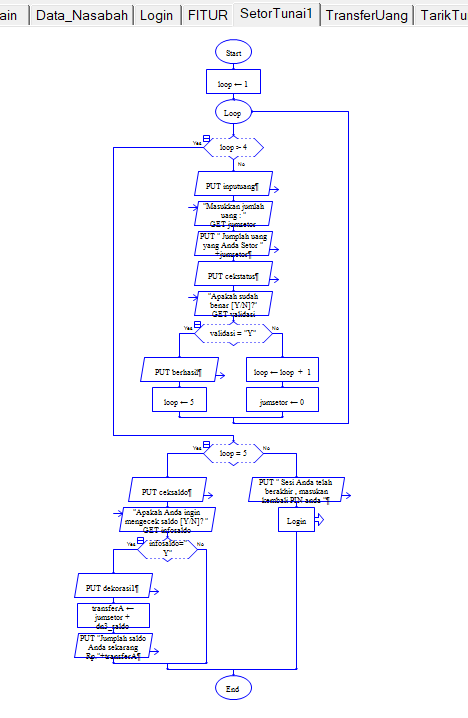 ain Data_Nasabah Login FITUR SetorTunai1 TransferUang TarikTu
Start
loop ← 1
Loop
Yes
loop > 4
No
PUT inputuang¶
"Masukkan jumlah
uang : "
GET jumsetor
PUT " Jumplah uang
yang Anda Setor "
+jumsetor¶
PUT cekstatus¶
"Apakah sudah
benar [Y/N]?"
GET validasi
Yes
validasi = "Y"
No
PUT berhasil¶
loop ← loop + 1
loop ← 5
jumsetor ← 0
Yes
loop = 5
No
PUT ceksaldo¶
PUT " Sesi Anda telah
berakhir , masukan
kembali PIN anda "¶
"Apakah Anda ingin
mengecek saldo [Y/N]? "
GET infosaldo
Login
Yes
infosaldo="
Y"
No
PUT dekorasi1¶
transferA ←
jumsetor +
dn3_saldo
PUT "Jumplah saldo
Anda sekarang
Rp "+transferA¶
End